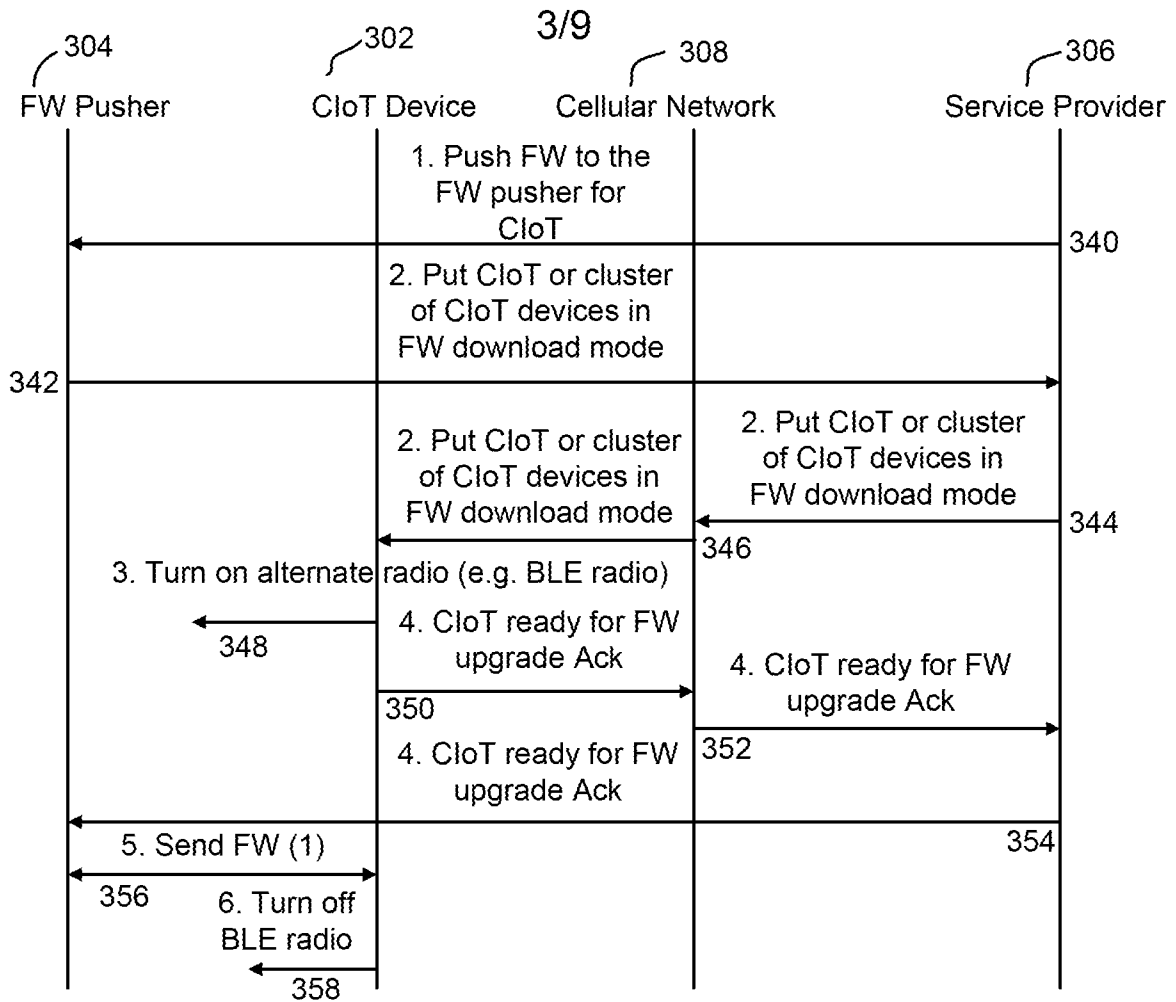 3/9
304
302
308
306
FW Pusher
CIoT Device
Cellular Network
Service Provider
1. Push FW to the
FW pusher for
CIoT
340
2. Put CIoT or cluster
of CIoT devices in
FW download mode
342
2. Put CIoT or cluster
of CIoT devices in
FW download mode
344
2. Put CIoT or cluster
of CIoT devices in
FW download mode
346
3. Turn on alternate radio (e.g. BLE radio)
348
4. CIoT ready for FW
upgrade Ack
350
4. CIoT ready for FW
upgrade Ack
352
4. CIoT ready for FW
upgrade Ack
354
5. Send FW (1)
356
6. Turn off
BLE radio
358